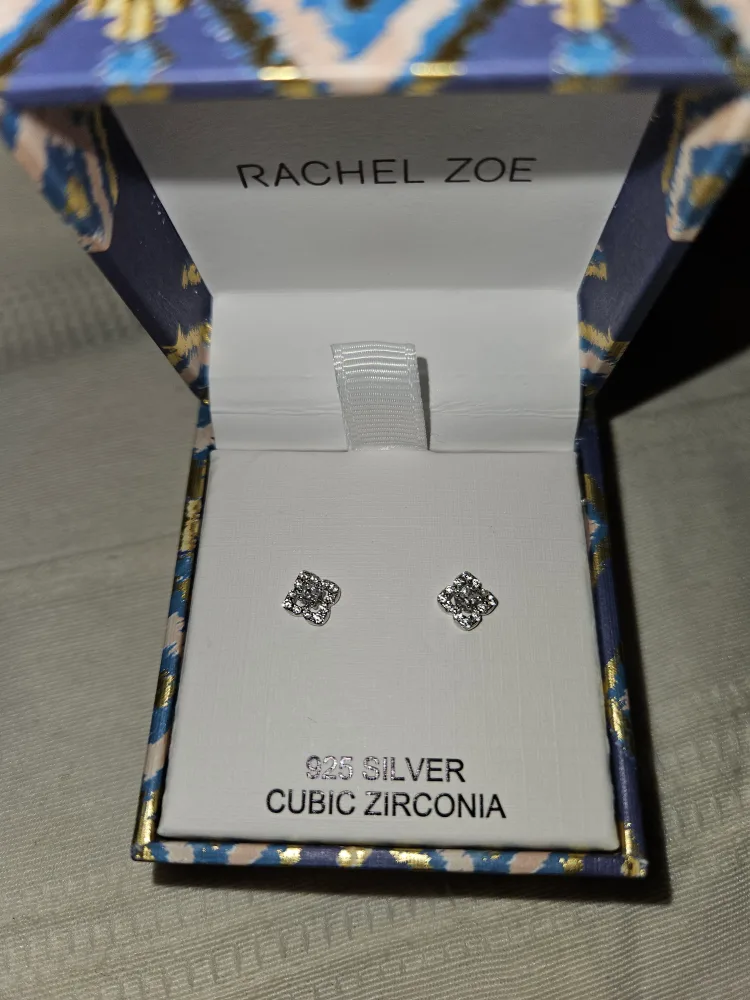 RACHEL ZOE
925 SILVER
CUBIC ZIRCONIA